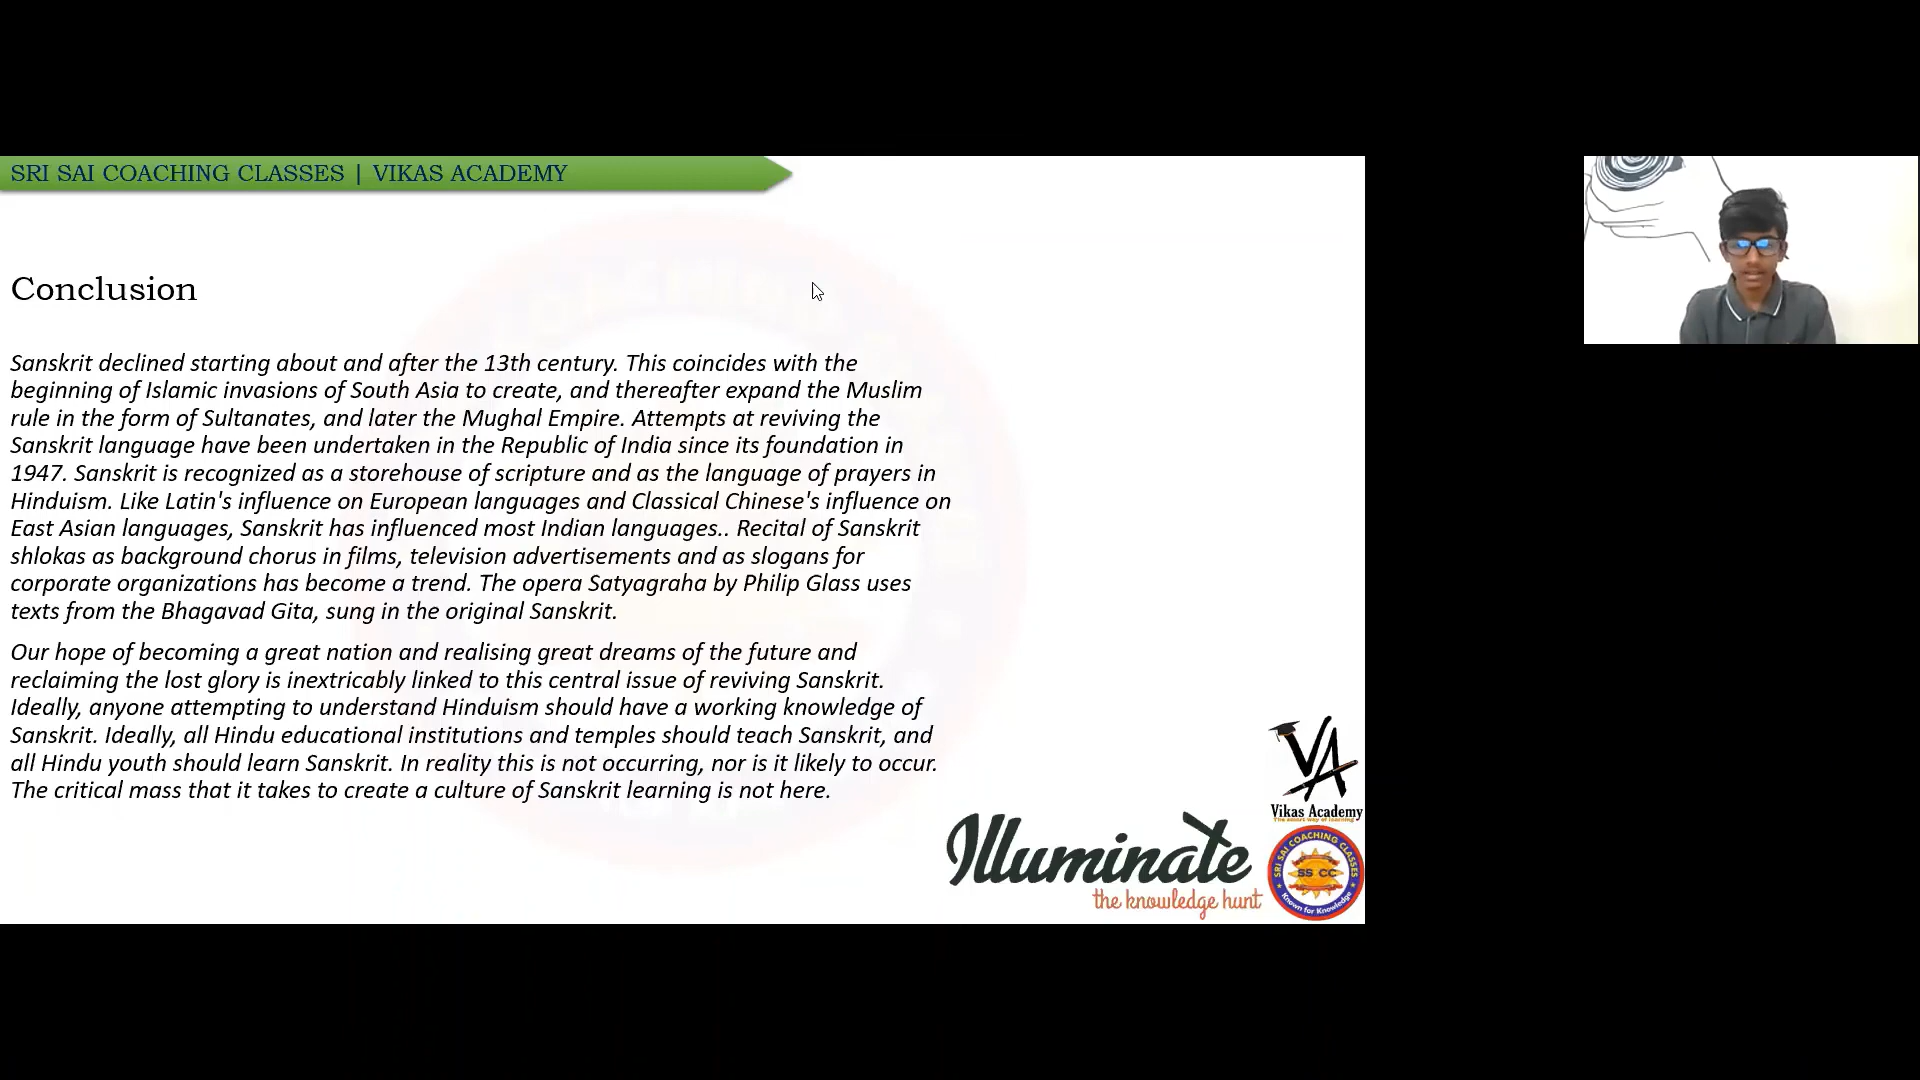 SRI SAI COACHING CLASSES | VIKAS ACADEMY
Conclusion
Sanskrit declined starting about and after the 13th century. This coincides with the
beginning of Islamic invasions of South Asia to create, and thereafter expand the Muslim
rule in the form of Sultanates, and later the Mughal Empire. Attempts at reviving the
Sanskrit language have been undertaken in the Republic of India since its foundation in
1947. Sanskrit is recognized as a storehouse of scripture and as the language of prayers in
Hinduism. Like Latin's influence on European languages and Classical Chinese's influence on
East Asian languages, Sanskrit has influenced most Indian languages.. Recital of Sanskrit
shlokas as background chorus in films, television advertisements and as slogans for
corporate organizations has become a trend. The opera Satyagraha by Philip Glass uses
texts from the Bhagavad Gita, sung in the original Sanskrit.
Our hope of becoming a great nation and realising great dreams of the future and
reclaiming the lost glory is inextricably linked to this central issue of reviving Sanskrit.
Ideally, anyone attempting to understand Hinduism should have a working knowledge of
Sanskrit. Ideally, all Hindu educational institutions and temples should teach Sanskrit, and
all Hindu youth should learn Sanskrit. In reality this is not occurring, nor is it likely to occur.
The critical mass that it takes to create a culture of Sanskrit learning is not here.
VA
Vikas Academy
The smart way of learning
Illuminate
the knowledge hunt
SRI SAI COACHING CLASSES
SS CC
Known for Knowledge